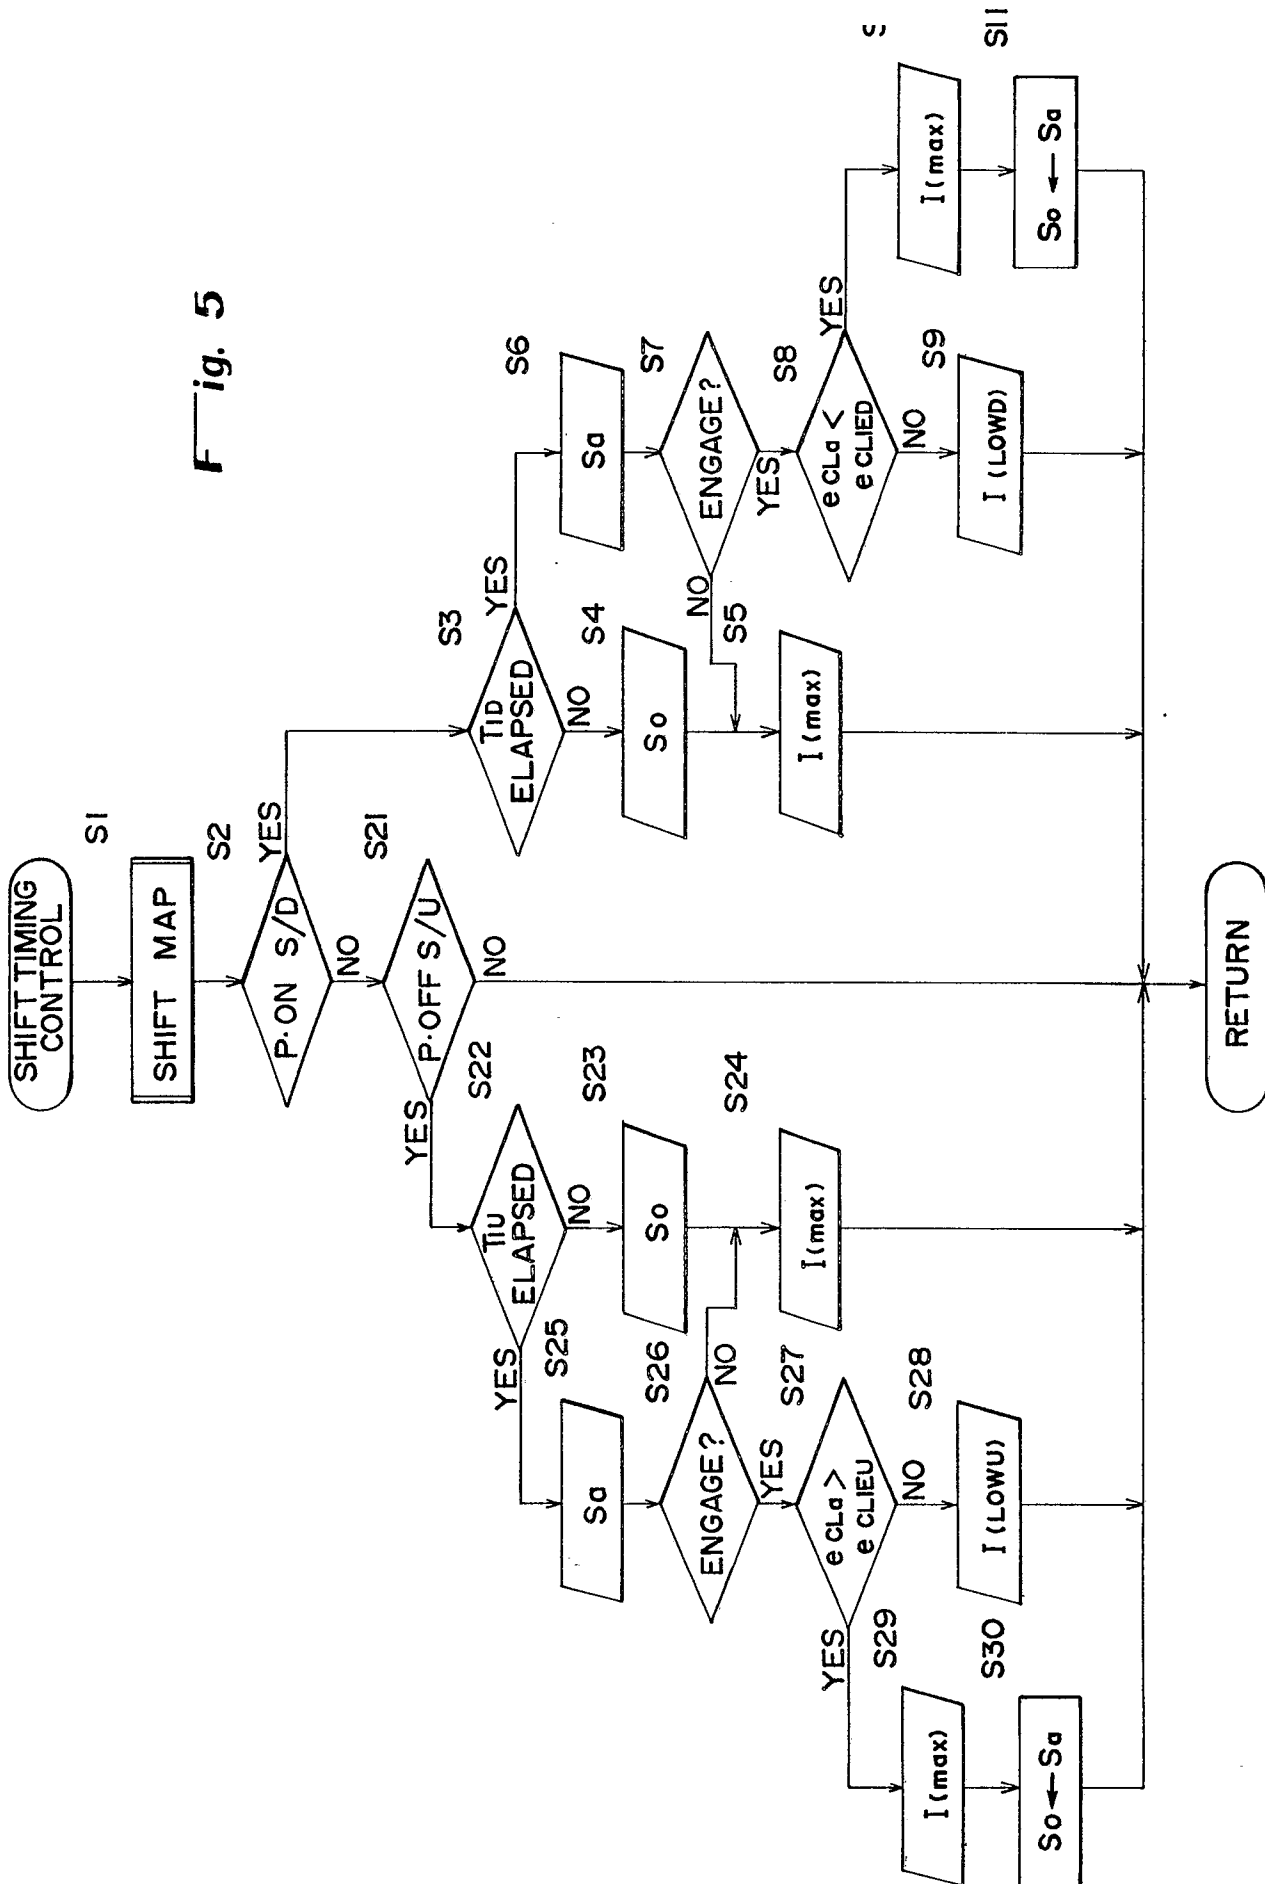 Fig. 5
SHIFT TIMING
CONTROL
S1
SHIFT MAP
S2
P·ON S/D
YES
NO
S21
P·OFF S/U
YES
NO
S3
TID
ELAPSED
YES
NO
S4
So
S5
I(max)
S6
Sa
S7
ENGAGE?
NO
YES
S8
eCLa <
eCLIED
YES
NO
S9
I(LOWD)
I(max)
S11
So ← Sa
S22
TIU
ELAPSED
YES
NO
S23
So
S24
I(max)
S25
Sa
S26
ENGAGE?
NO
YES
S27
eCLa >
eCLIEU
YES
NO
S28
I(LOWU)
S29
I(max)
S30
So ← Sa
RETURN